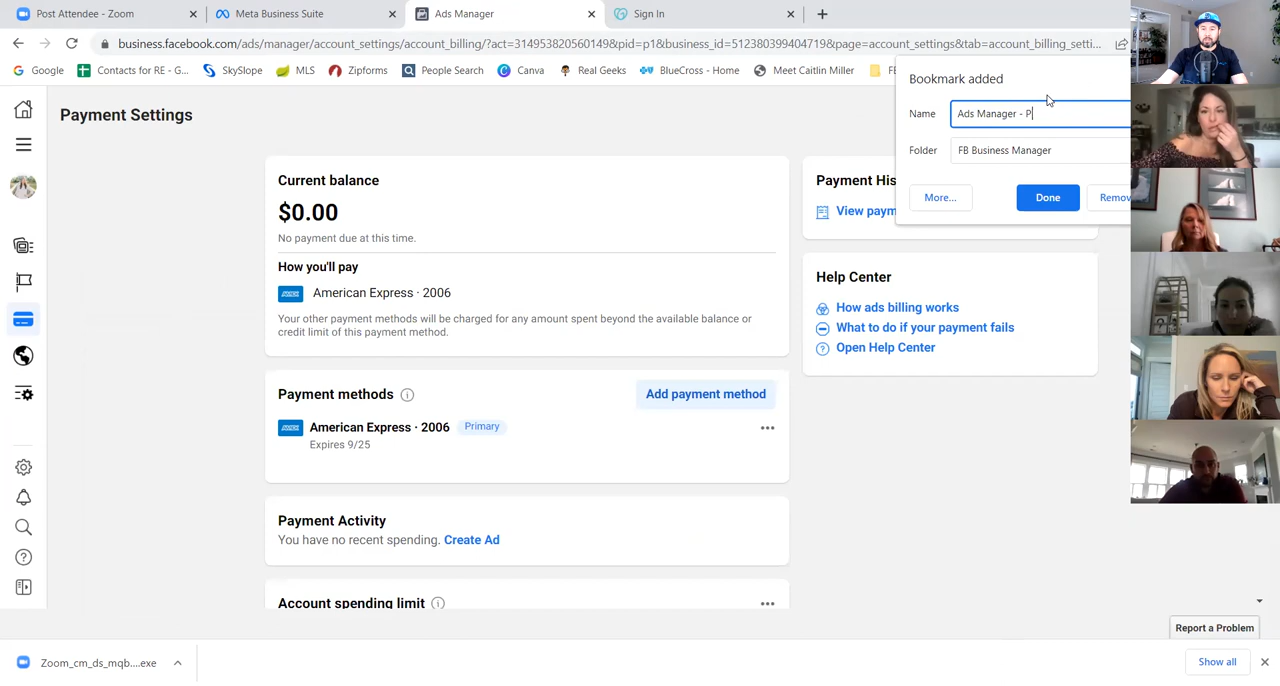 Post Attendee - Zoom
Meta Business Suite
Ads Manager
Sign In
business.facebook.com/ads/manager/account_settings/account_billing/?act=314953820560149&pid=p1&business_id=512380339404719&page=account_settings&tab=account_billing_setti...
Google
Contacts for RE - G...
SkySlope
MLS
Zipforms
People Search
Canva
Real Geeks
BlueCross - Home
Meet Caitlin Miller
Bookmark added
Name
Ads Manager - P
Folder
FB Business Manager
More...
Done
Payment Settings
Current balance
$0.00
No payment due at this time.
How you'll pay
American Express · 2006
Your other payment methods will be charged for any amount spent beyond the available balance or
credit limit of this payment method.
Payment His
View paym
Help Center
How ads billing works
What to do if your payment fails
Open Help Center
Payment methods
Add payment method
American Express · 2006
Primary
Expires 9/25
Payment Activity
You have no recent spending. Create Ad
Account spending limit
Report a Problem
Zoom_cm_ds_mqb....exe
Show all